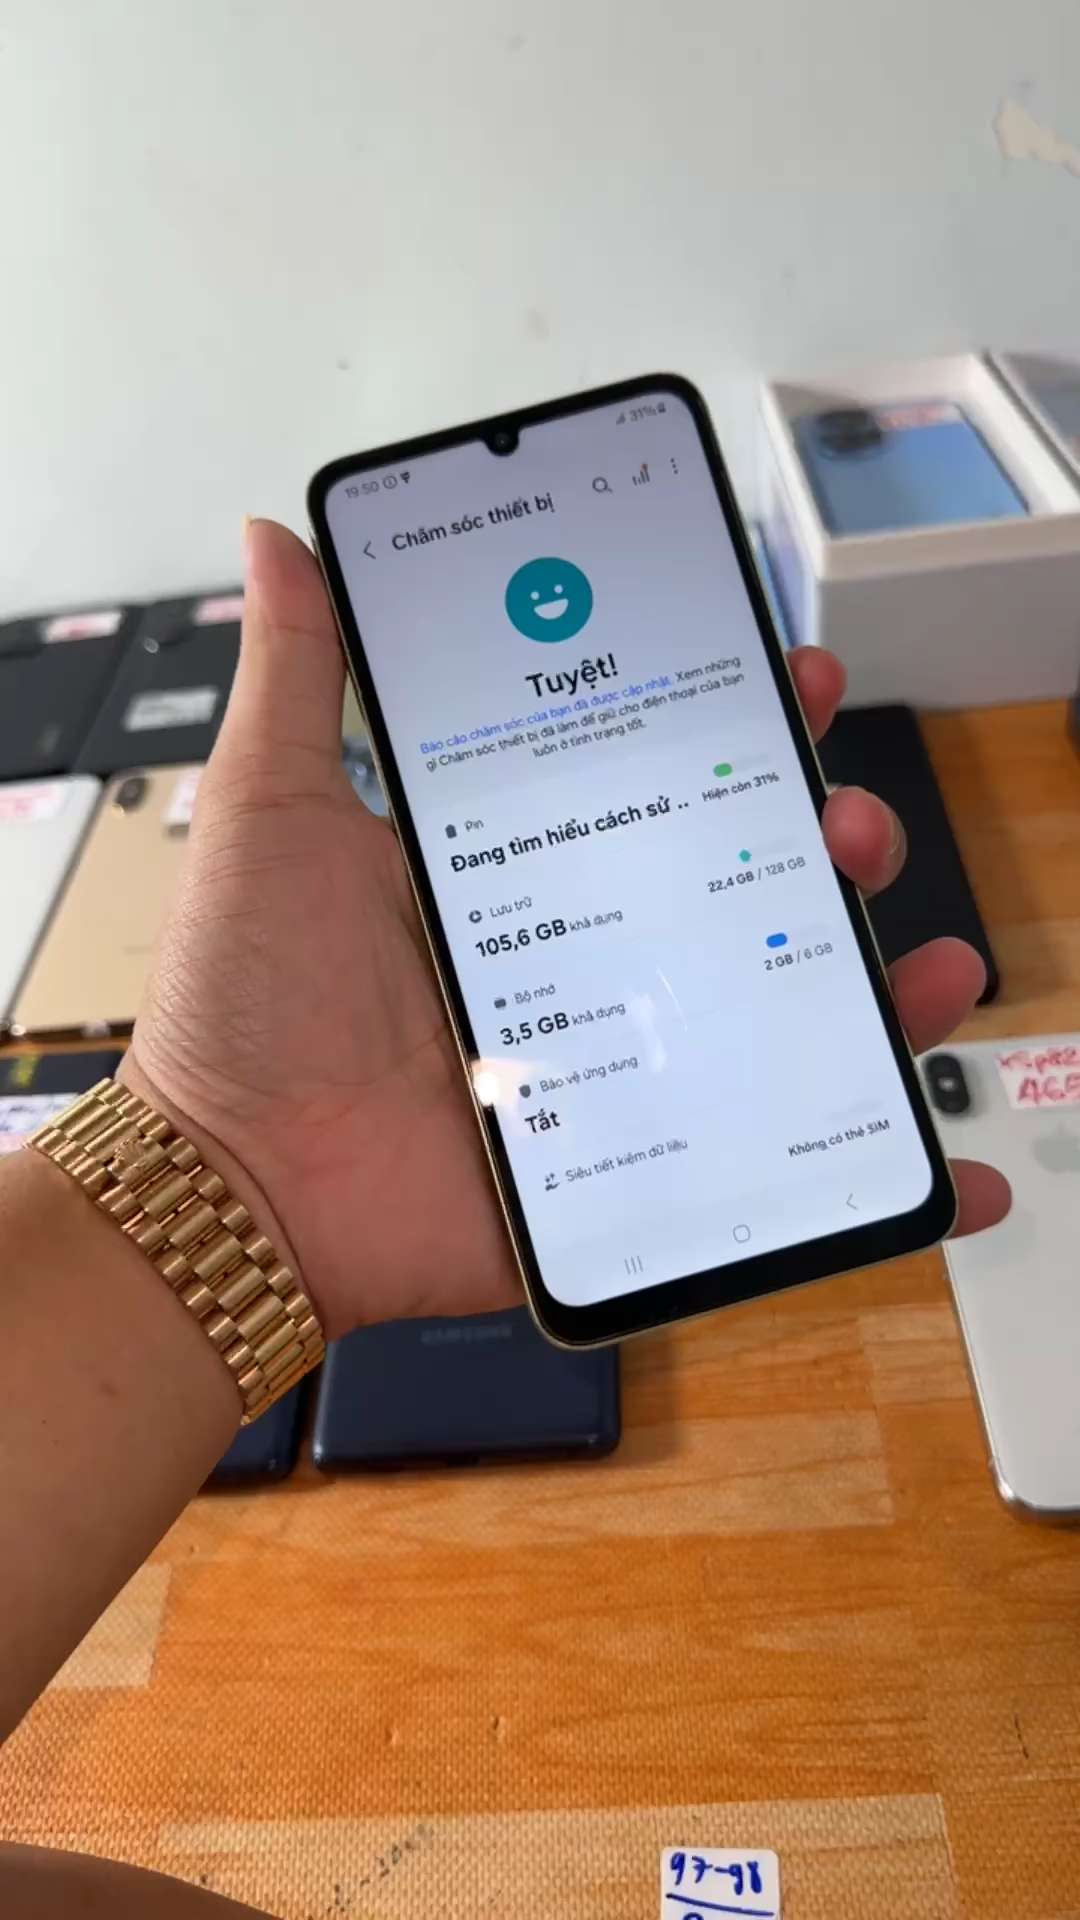 19:50
31%
Chăm sóc thiết bị
Tuyệt!
Báo cáo chăm sóc của bạn đã được cập nhật. Xem những
gì Chăm sóc thiết bị đã làm để giữ cho điện thoại của bạn
luôn ở tình trạng tốt.
Pin
Đang tìm hiểu cách sử ..
Hiện còn 31%
Lưu trữ
105,6 GB khả dụng
22,4 GB / 128 GB
Bộ nhớ
3,5 GB khả dụng
2 GB / 6 GB
Bảo vệ ứng dụng
Tắt
Siêu tiết kiệm dữ liệu
Không có thẻ SIM
SAMSUNG
465
97-98